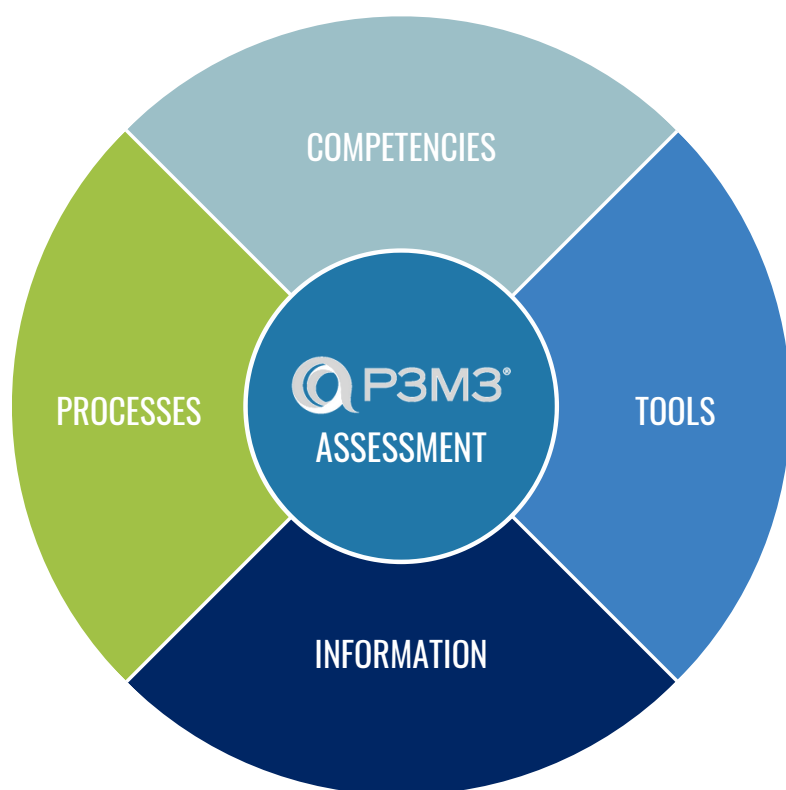 COMPETENCIES
PROCESSES
P3M3®
ASSESSMENT
TOOLS
INFORMATION